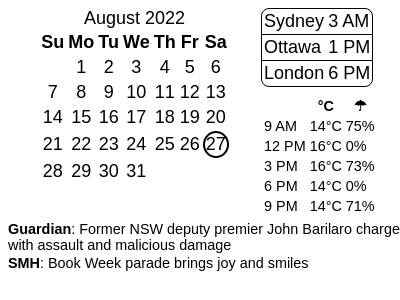 August 2022
Su Mo Tu We Th Fr Sa
1 2 3 4 5 6
7 8 9 10 11 12 13
14 15 16 17 18 19 20
21 22 23 24 25 26 27
28 29 30 31
Sydney 3 AM
Ottawa 1 PM
London 6 PM
°C ☂
9 AM 14°C 75%
12 PM 16°C 0%
3 PM 16°C 73%
6 PM 14°C 0%
9 PM 14°C 71%
Guardian: Former NSW deputy premier John Barilaro charge
with assault and malicious damage
SMH: Book Week parade brings joy and smiles